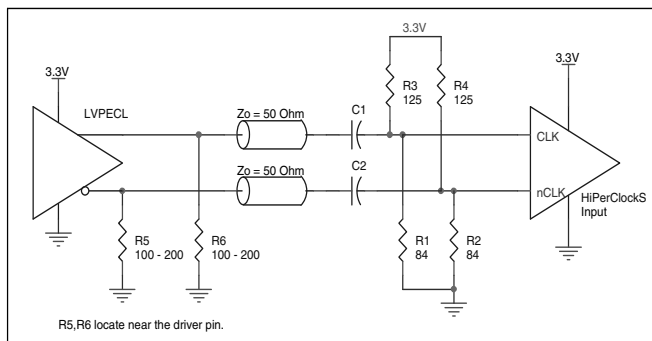 3.3V
3.3V
3.3V
LVPECL
Zo = 50 Ohm
C1
R3
125
R4
125
CLK
Zo = 50 Ohm
C2
nCLK
HiPerClockS
Input
R5
100 - 200
R6
100 - 200
R1
84
R2
84
R5,R6 locate near the driver pin.